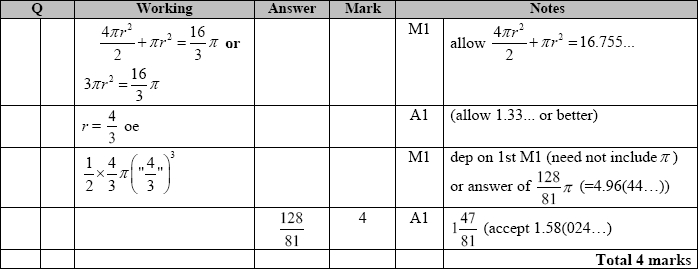 Q Working Answer Mark Notes
4πr²/2 + πr² = 16/3 π or M1 allow 4πr²/2 + πr² = 16.755...
3πr² = 16/3 π
r = 4/3 oe A1 (allow 1.33... or better)
1/2 × 4/3 π("4/3")³ M1 dep on 1st M1 (need not include π)
or answer of 128/81 π (=4.96(44…))
128/81 4 A1 1 47/81 (accept 1.58(024…)
Total 4 marks